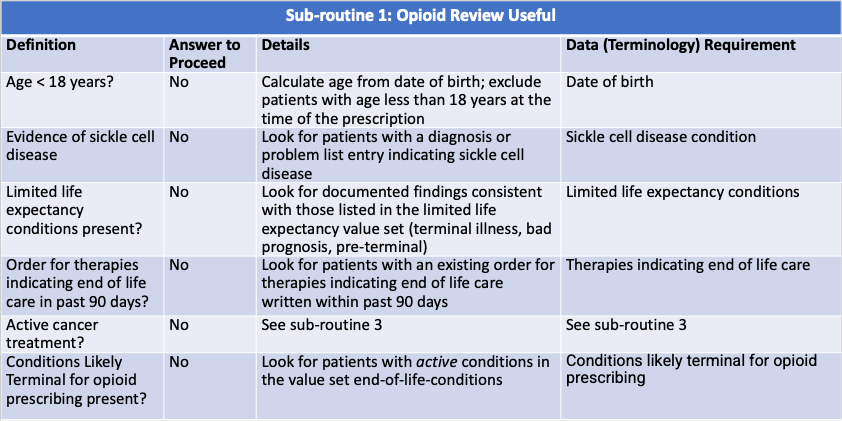 Sub-routine 1: Opioid Review Useful
Definition
Answer to
Proceed
Details
Data (Terminology) Requirement
Age < 18 years?
No
Calculate age from date of birth; exclude
patients with age less than 18 years at the
time of the prescription
Date of birth
Evidence of sickle cell
disease
No
Look for patients with a diagnosis or
problem list entry indicating sickle cell
disease
Sickle cell disease condition
Limited life
expectancy
conditions present?
No
Look for documented findings consistent
with those listed in the limited life
expectancy value set (terminal illness, bad
prognosis, pre-terminal)
Limited life expectancy conditions
Order for therapies
indicating end of life
care in past 90 days?
No
Look for patients with an existing order for
therapies indicating end of life care
written within past 90 days
Therapies indicating end of life care
Active cancer
treatment?
No
See sub-routine 3
See sub-routine 3
Conditions Likely
Terminal for opioid
prescribing present?
No
Look for patients with active conditions in
the value set end-of-life-conditions
Conditions likely terminal for opioid
prescribing